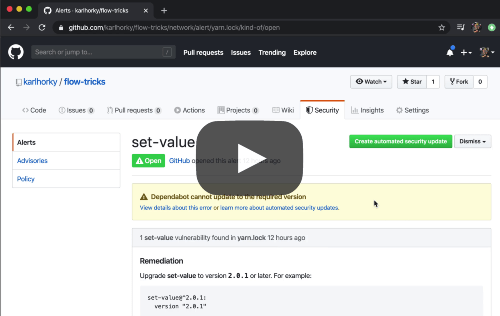 Alerts - karlhorky/flow-tricks
github.com/karlhorky/flow-tricks/network/alert/yarn.lock/kind-of/open
Search or jump to... / Pull requests Issues Trending Explore
karlhorky / flow-tricks Watch Star 1 Fork 0
Code Issues 0 Pull requests 0 Actions Projects 0 Wiki Security Insights Settings
Alerts
Advisories
Policy
set-value Create automated security update Dismiss
Open GitHub opened this alert ago
Dependabot cannot update to the required version
View details about this error or learn more about automated security updates.
1 set-value vulnerability found in yarn.lock 12 hours ago
Remediation
Upgrade set-value to version 2.0.1 or later. For example:
set-value@^2.0.1:
version "2.0.1"